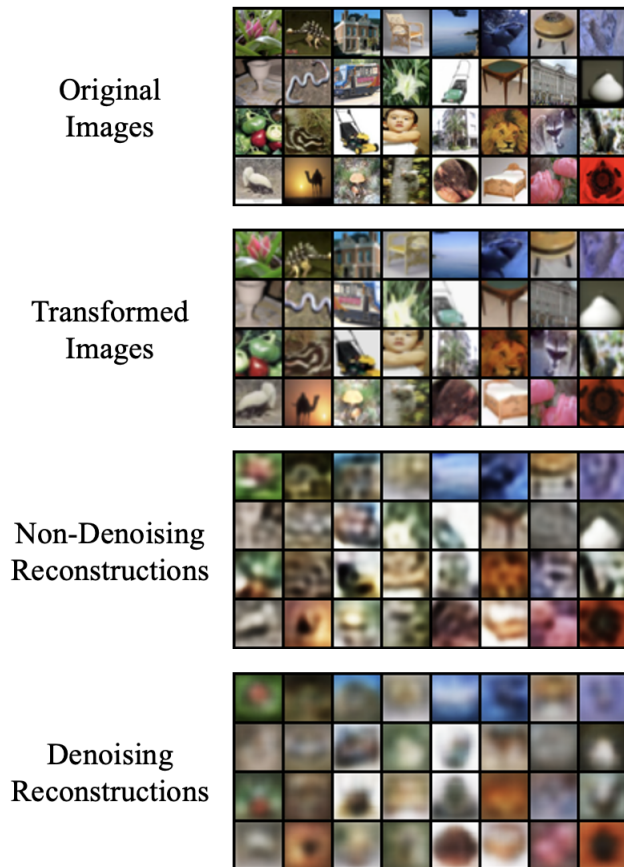 Original
Images
Transformed
Images
Non-Denoising
Reconstructions
Denoising
Reconstructions